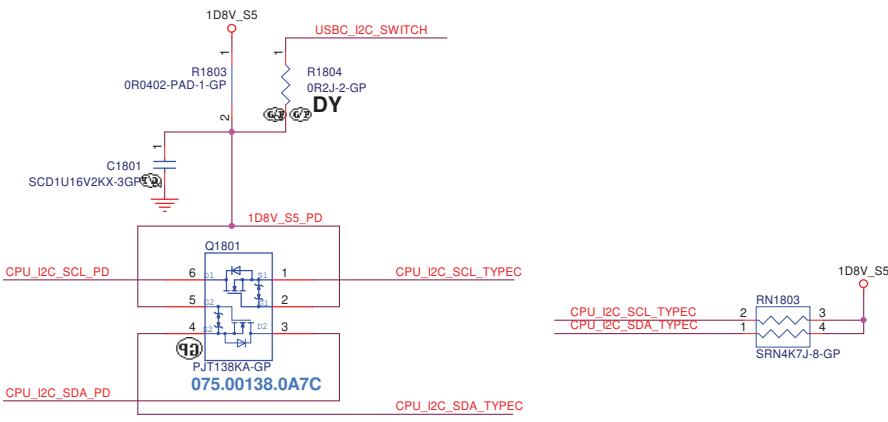 1D8V_S5
USBC_I2C_SWITCH
1
1
R1803
0R0402-PAD-1-GP
R1804
0R2J-2-GP
DY
2
1
C1801
SCD1U16V2KX-3GP
1D8V_S5_PD
Q1801
CPU_I2C_SCL_PD
6
D1
S1
1
CPU_I2C_SCL_TYPEC
5
G2
G1
2
4
S2
D2
3
GP
PJT138KA-GP
075.00138.0A7C
CPU_I2C_SDA_PD
CPU_I2C_SDA_TYPEC
1D8V_S5
RN1803
CPU_I2C_SCL_TYPEC
2
3
CPU_I2C_SDA_TYPEC
1
4
SRN4K7J-8-GP